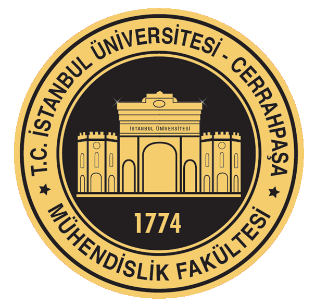 T.C. İSTANBUL ÜNİVERSİTESİ - CERRAHPAŞA
İSTANBUL ÜNİVERSİTESİ
1774
MÜHENDİSLİK FAKÜLTESİ